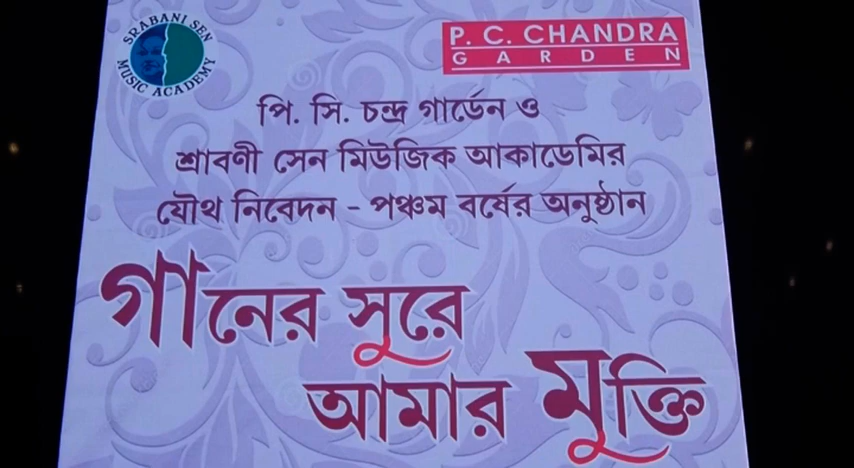 SRABANI SEN
MUSIC ACADEMY
P. C. CHANDRA
GARDEN
পি. সি. চন্দ্র গার্ডেন ও
শ্রাবণী সেন মিউজিক আকাডেমির
যৌথ নিবেদন - পঞ্চম বর্ষের অনুষ্ঠান
গানের সুরে
আমার মুক্তি